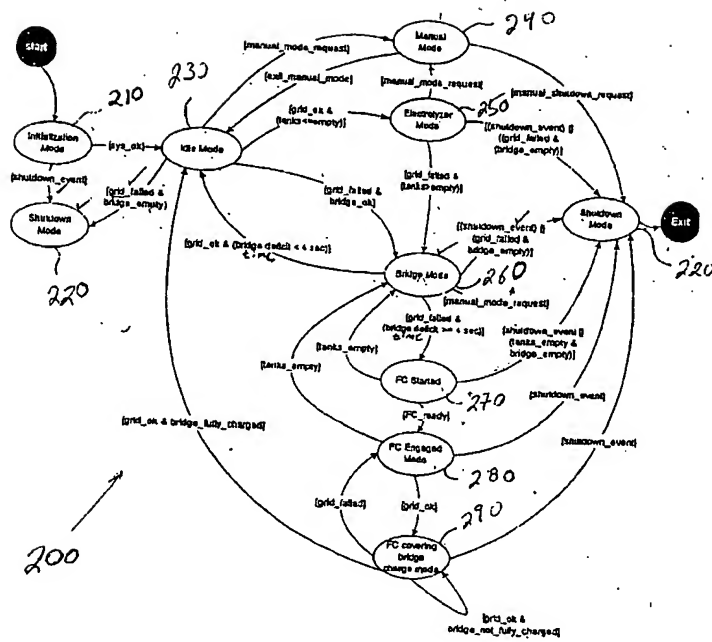 start
240
Manual
Mode
230
[manual_mode_request]
210
[exit_manual_mode]
[manual_mode_request]
[manual_shutdown_request]
[grid_ok &
(tanks<=empty)]
250
Electrolyzer
Mode
Initialization
Mode
[sys_ok]
Idle Mode
[(shutdown_event) ||
((grid_failed &
bridge_empty)]
[shutdown_event]
[grid_failed &
bridge_empty]
[grid_failed &
bridge_ok]
[grid_failed &
tanks>empty)]
Shutdown
Mode
Shutdown
Mode
Exit
[(shutdown_event) ||
(grid_failed &
bridge_empty)]
220
220
[grid_ok & (bridge deficit < 4 sec)]
time
Bridge Mode
260
[manual_mode_request]
[grid_failed &
(bridge deficit >= 4 sec)]
time
[shutdown_event ||
(tanks_empty &
bridge_empty)]
[tanks_empty]
[tanks_empty]
FC Started
270
[shutdown_event]
[FC_ready]
[grid_ok & bridge_fully_charged]
[shutdown_event]
FC Engaged
Mode
280
[grid_failed]
[grid_ok]
290
FC covering
bridge
charge mode
200
[grid_ok &
bridge_not_fully_charged]